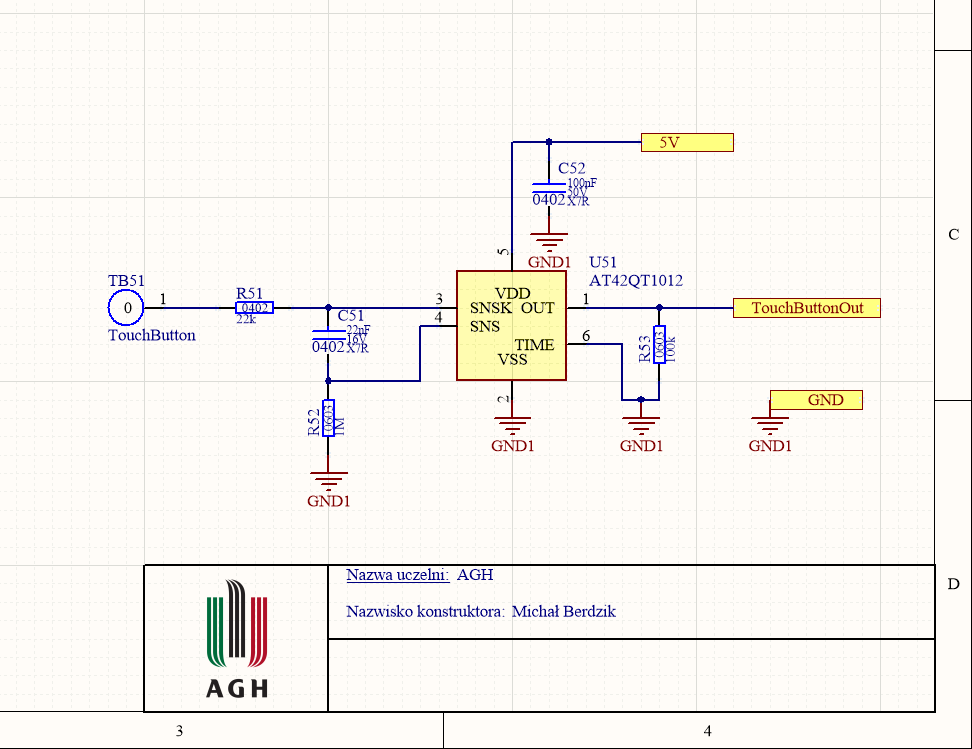 5V
C52
100nF
50V
0402 X7R
GND1
C
5
U51
AT42QT1012
TB51
0
1
TouchButton
R51
0402
22k
C51
22nF
16V
0402 X7R
3
4
VDD
SNSK OUT
SNS
TIME
VSS
1
6
2
TouchButtonOut
R53
0603
100k
GND
R52
0603
1M
GND1
GND1
GND1
GND1
Nazwa uczelni: AGH
Nazwisko konstruktora: Michał Berdzik
AGH
D
3
4